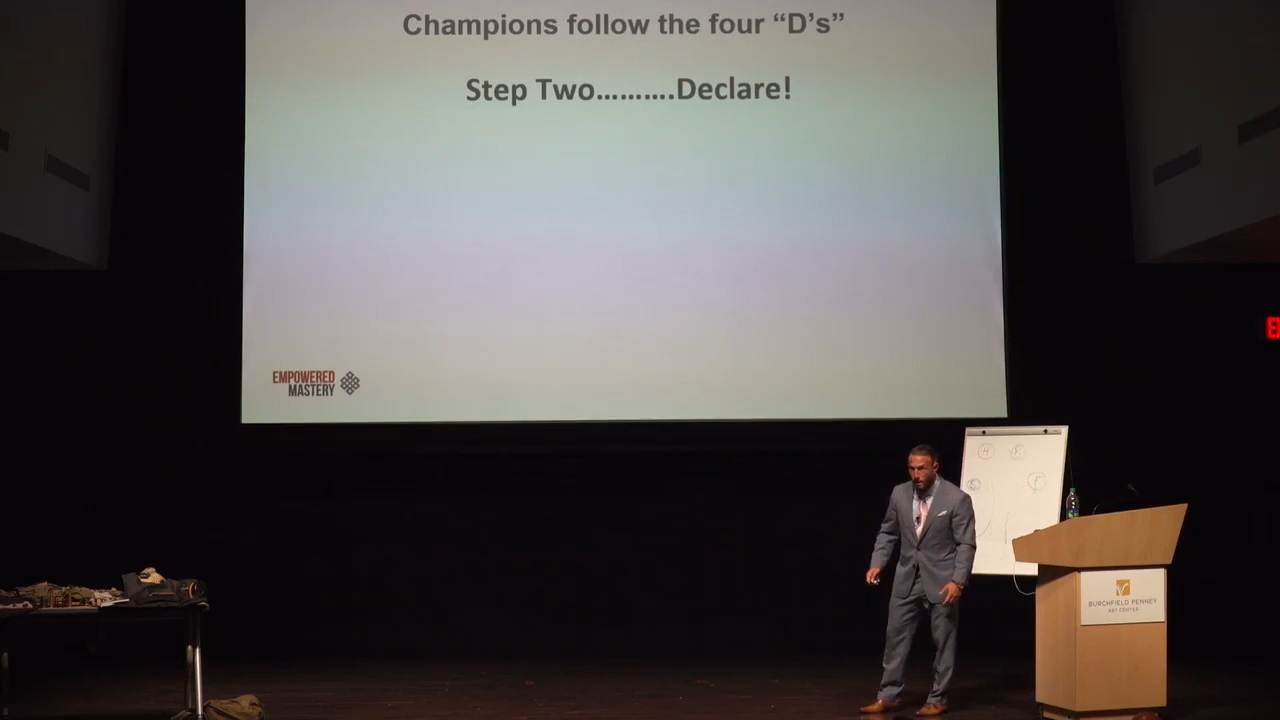 Champions follow the four “D’s”
Step Two……….Declare!
EMPOWERED
MASTERY
H
K
F
BURCHFIELD PENNEY
ART CENTER